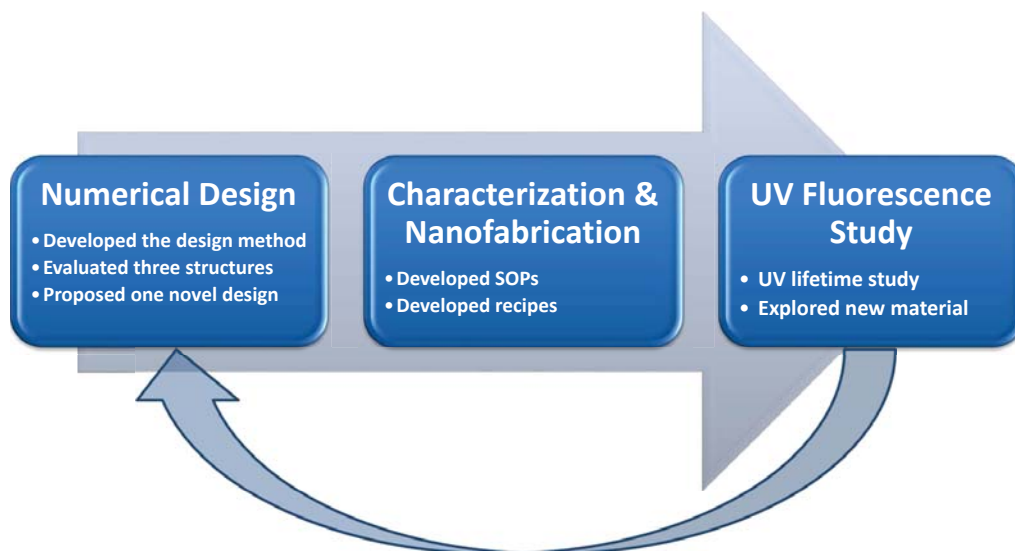 Numerical Design
• Developed the design method
• Evaluated three structures
• Proposed one novel design
Characterization &
Nanofabrication
• Developed SOPs
• Developed recipes
UV Fluorescence
Study
• UV lifetime study
• Explored new material